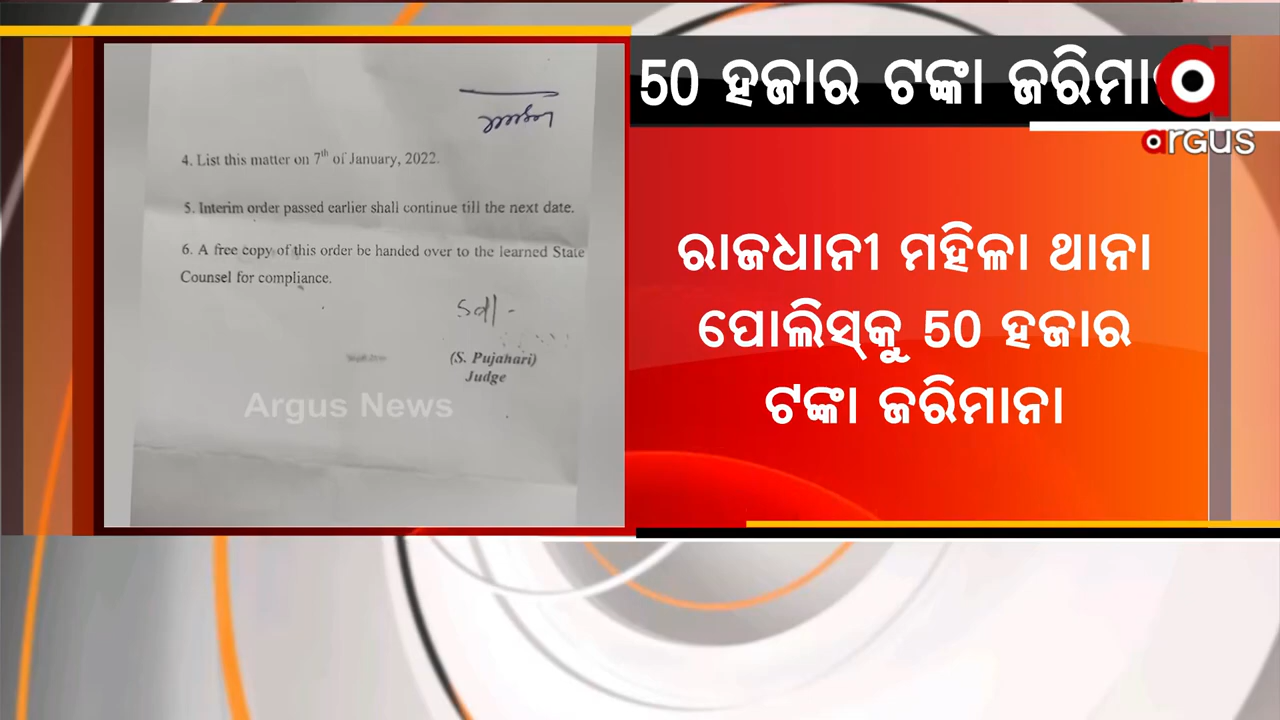 4. List this matter on 7th of January, 2022.
5. Interim order passed earlier shall continue till the next date.
6. A free copy of this order be handed over to the learned State
Counsel for compliance.
Sd/-
(S. Pujahari)
Judge
Argus News
50 ହଜାର ଟଙ୍କା
argus
ରାଜଧାନୀ ମହିଳା ଥାନା
ପୋଲିସ୍‌କୁ 50 ହଜାର
ଟଙ୍କା ଜରିମାନା